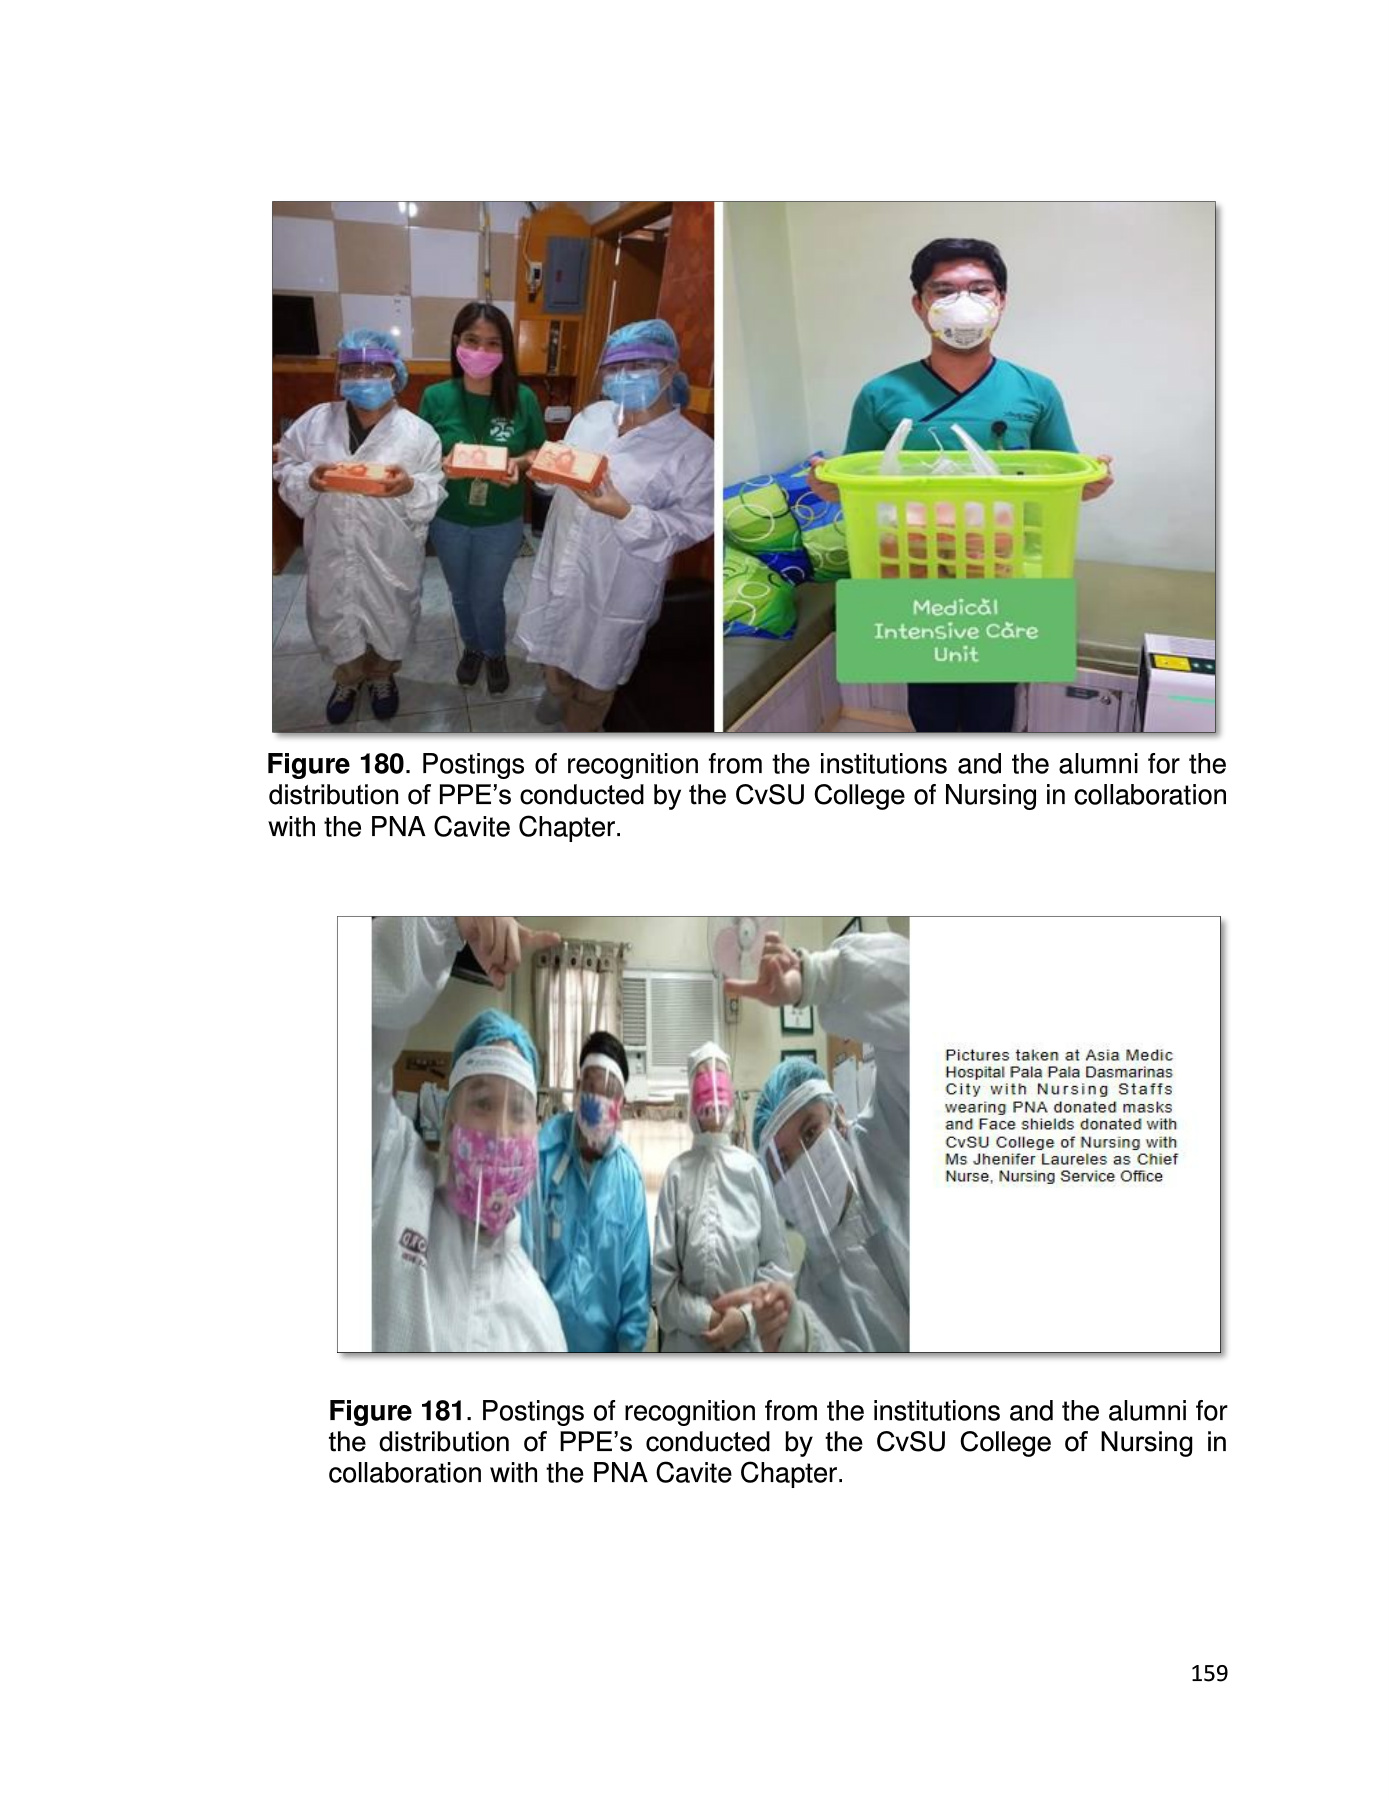 25
Medical
Intensive Care
Unit
Figure 180. Postings of recognition from the institutions and the alumni for the
distribution of PPE's conducted by the CvSU College of Nursing in collaboration
with the PNA Cavite Chapter.
Pictures taken at Asia Medic
Hospital Pala Pala Dasmarinas
City with Nursing Staffs
wearing PNA donated masks
and Face shields donated with
CvSU College of Nursing with
Ms Jhenifer Laureles as Chief
Nurse, Nursing Service Office
Figure 181. Postings of recognition from the institutions and the alumni for
the distribution of PPE's conducted by the CvSU College of Nursing in
collaboration with the PNA Cavite Chapter.
159